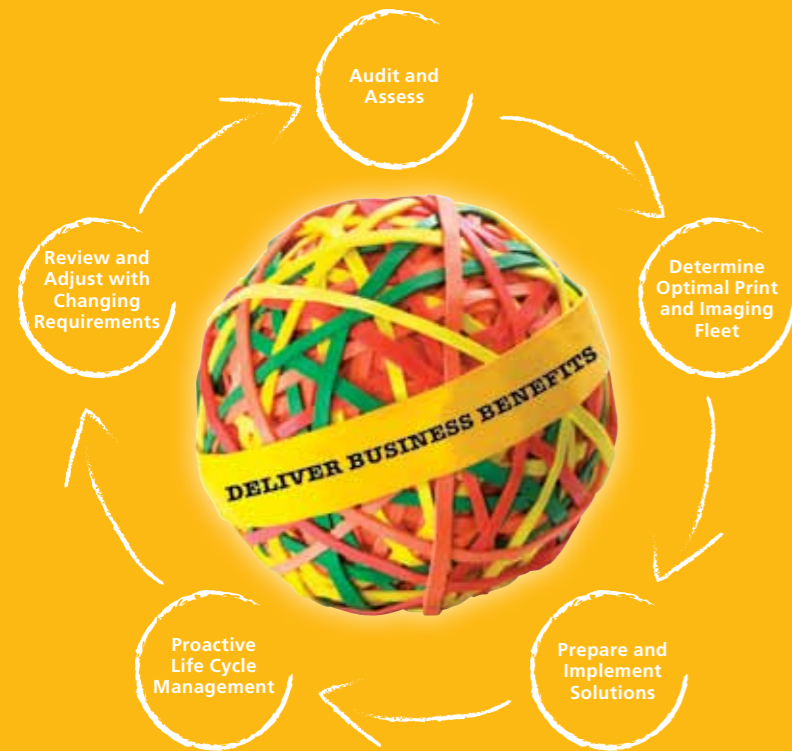 Audit and
Assess
Determine
Optimal Print
and Imaging
Fleet
Prepare and
Implement
Solutions
Proactive
Life Cycle
Management
Review and
Adjust with
Changing
Requirements
DELIVER BUSINESS BENEFITS